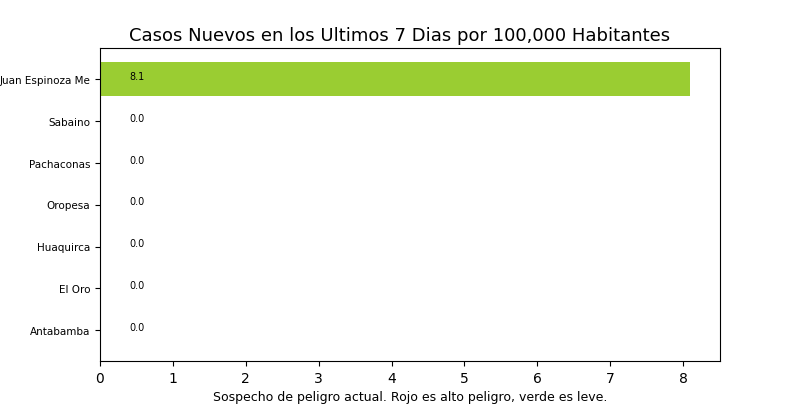 Casos Nuevos en los Ultimos 7 Dias por 100,000 Habitantes
Juan Espinoza Me 8.1
Sabaino 0.0
Pachaconas 0.0
Oropesa 0.0
Huaquirca 0.0
El Oro 0.0
Antabamba 0.0
0 1 2 3 4 5 6 7 8
Sospecho de peligro actual. Rojo es alto peligro, verde es leve.